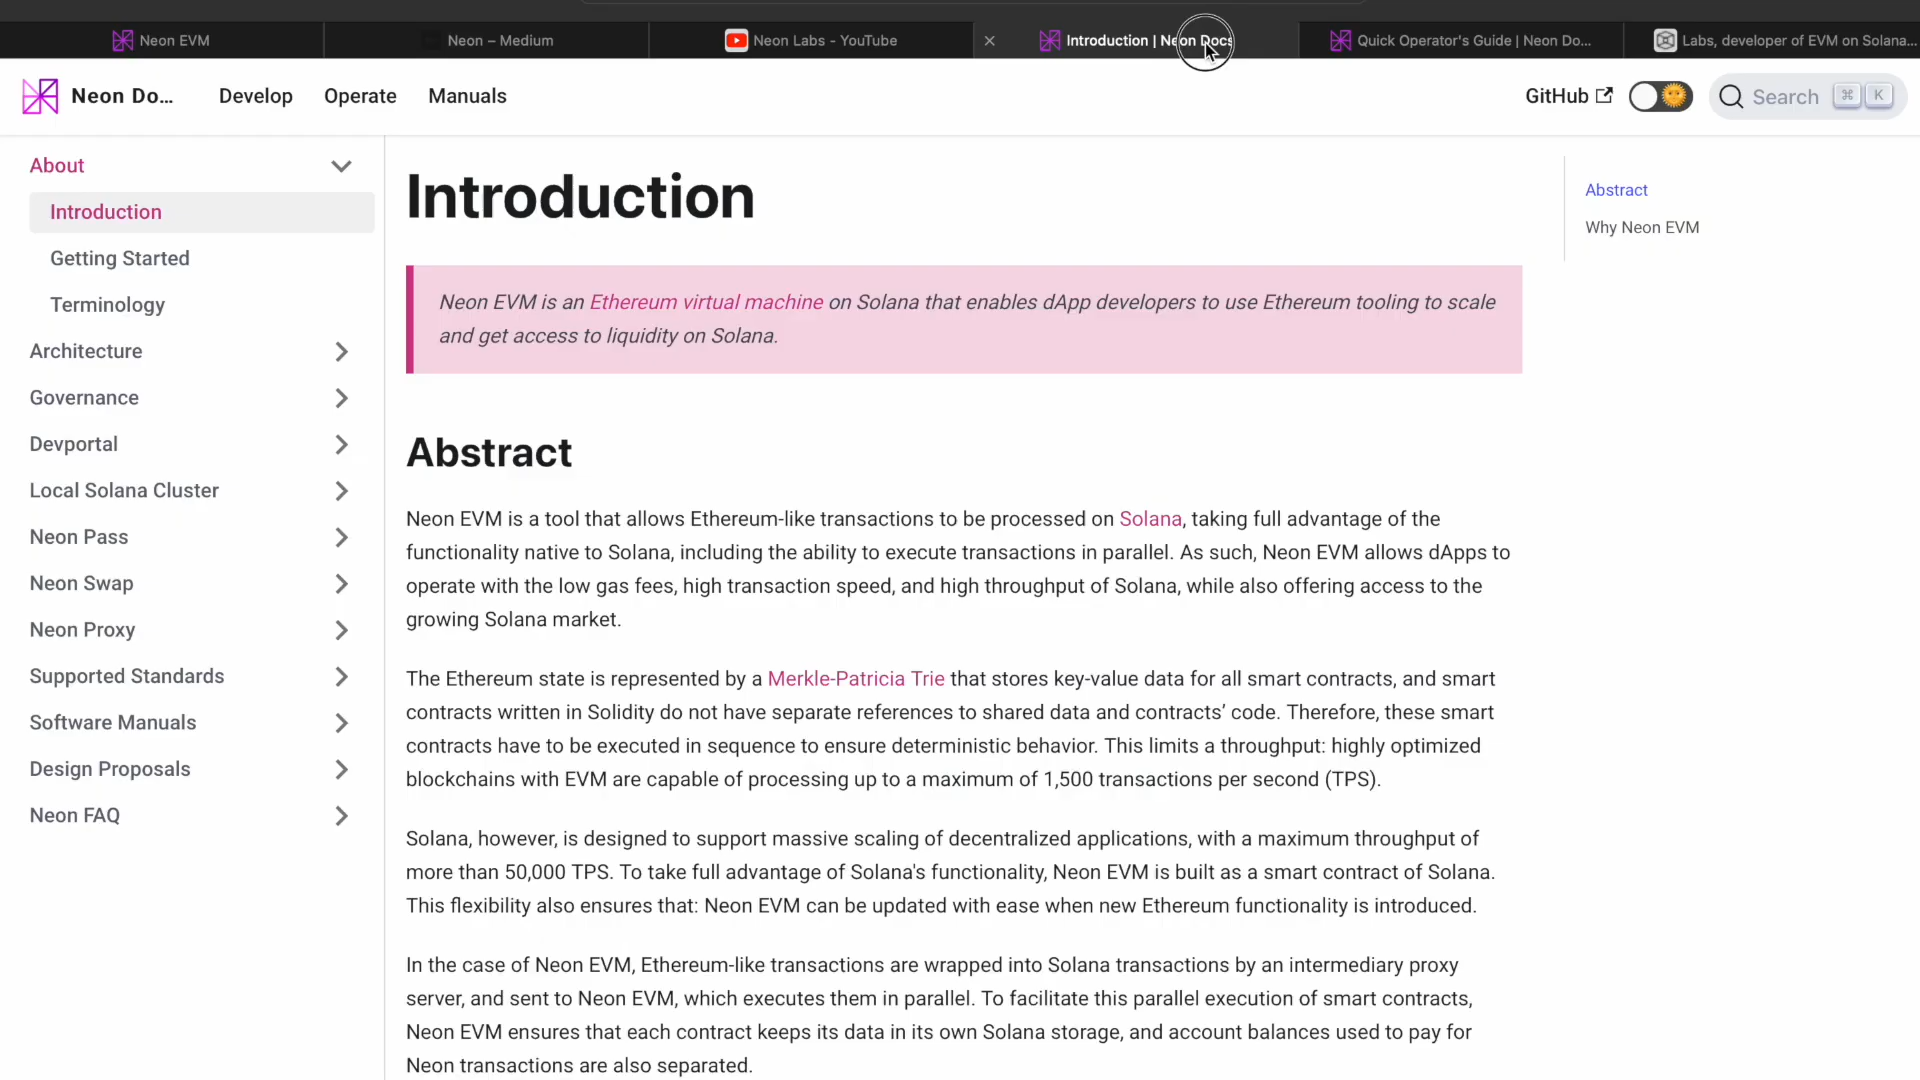 Neon EVM
Neon – Medium
Neon Labs - YouTube
Introduction | Neon Docs
Quick Operator's Guide | Neon Do...
Labs, developer of EVM on Solana...
Neon Do...
Develop
Operate
Manuals
GitHub
Search ⌘ K
About
Introduction
Getting Started
Terminology
Architecture
Governance
Devportal
Local Solana Cluster
Neon Pass
Neon Swap
Neon Proxy
Supported Standards
Software Manuals
Design Proposals
Neon FAQ
Introduction
Neon EVM is an Ethereum virtual machine on Solana that enables dApp developers to use Ethereum tooling to scale
and get access to liquidity on Solana.
Abstract
Neon EVM is a tool that allows Ethereum-like transactions to be processed on Solana, taking full advantage of the
functionality native to Solana, including the ability to execute transactions in parallel. As such, Neon EVM allows dApps to
operate with the low gas fees, high transaction speed, and high throughput of Solana, while also offering access to the
growing Solana market.
The Ethereum state is represented by a Merkle-Patricia Trie that stores key-value data for all smart contracts, and smart
contracts written in Solidity do not have separate references to shared data and contracts’ code. Therefore, these smart
contracts have to be executed in sequence to ensure deterministic behavior. This limits a throughput: highly optimized
blockchains with EVM are capable of processing up to a maximum of 1,500 transactions per second (TPS).
Solana, however, is designed to support massive scaling of decentralized applications, with a maximum throughput of
more than 50,000 TPS. To take full advantage of Solana's functionality, Neon EVM is built as a smart contract of Solana.
This flexibility also ensures that: Neon EVM can be updated with ease when new Ethereum functionality is introduced.
In the case of Neon EVM, Ethereum-like transactions are wrapped into Solana transactions by an intermediary proxy
server, and sent to Neon EVM, which executes them in parallel. To facilitate this parallel execution of smart contracts,
Neon EVM ensures that each contract keeps its data in its own Solana storage, and account balances used to pay for
Neon transactions are also separated.
Abstract
Why Neon EVM